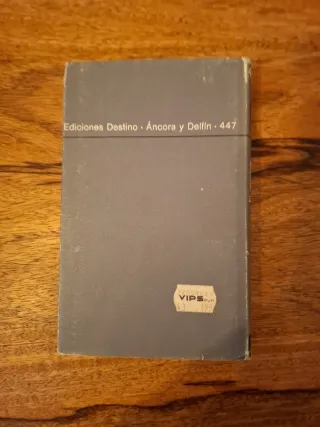 Ediciones Destino · Áncora y Delfín · 447
VIPS